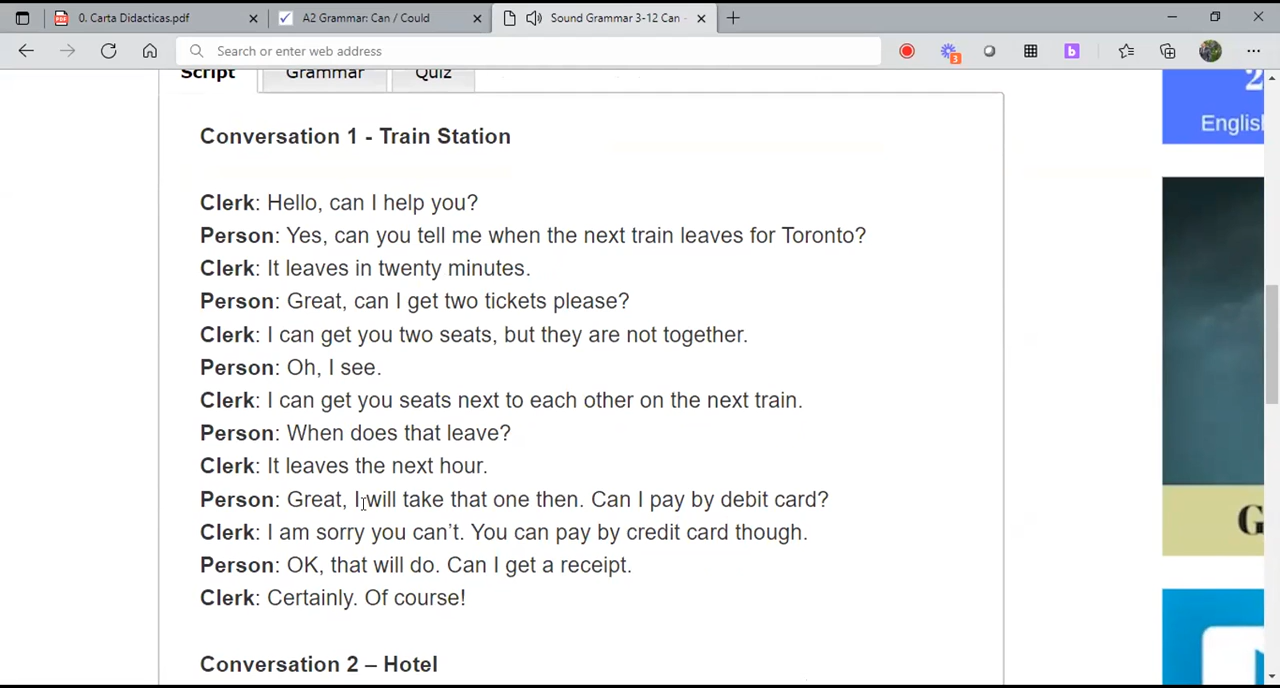 0. Carta Didacticas.pdf
A2 Grammar: Can / Could
Sound Grammar 3-12 Can -
Search or enter web address
3
b
Script
Grammar
Quiz
2
English
Conversation 1 - Train Station
Clerk: Hello, can I help you?
Person: Yes, can you tell me when the next train leaves for Toronto?
Clerk: It leaves in twenty minutes.
Person: Great, can I get two tickets please?
Clerk: I can get you two seats, but they are not together.
Person: Oh, I see.
Clerk: I can get you seats next to each other on the next train.
Person: When does that leave?
Clerk: It leaves the next hour.
Person: Great, I will take that one then. Can I pay by debit card?
Clerk: I am sorry you can’t. You can pay by credit card though.
Person: OK, that will do. Can I get a receipt.
Clerk: Certainly. Of course!
Conversation 2 – Hotel
G